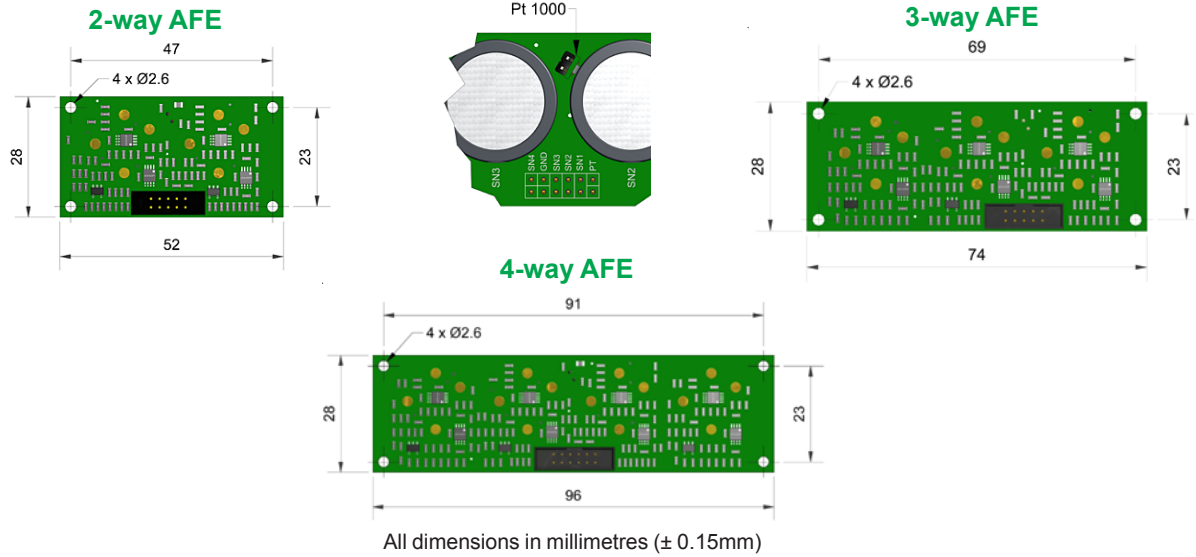 2-way AFE
47
4 x Ø2.6
28
23
52
Pt 1000
SN3
SN4
GND
SN3
SN2
SN1
PT
SN2
3-way AFE
69
4 x Ø2.6
28
23
74
4-way AFE
91
4 x Ø2.6
28
23
96
All dimensions in millimetres (± 0.15mm)